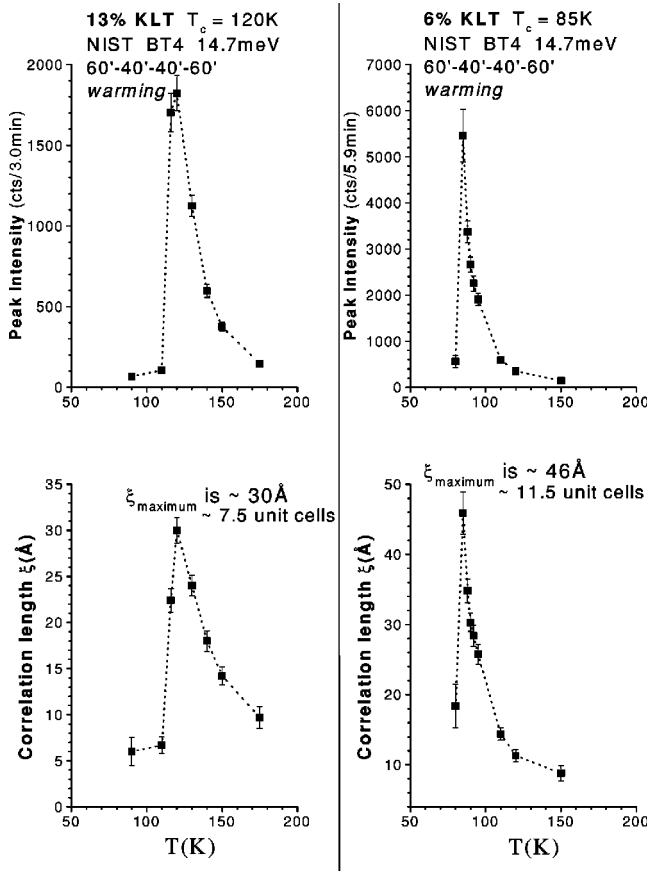 13% KLT T_c = 120K
NIST BT4 14.7meV
60'-40'-40'-60'
warming
2000
1500
1000
500
0
Peak Intensity (cts/3.0min)
50 100 150 200
6% KLT T_c = 85K
NIST BT4 14.7meV
60'-40'-40'-60'
warming
7000
6000
5000
4000
3000
2000
1000
0
Peak Intensity (cts/5.9min)
50 100 150 200
ξ_maximum is ~ 30Å
~ 7.5 unit cells
35
30
25
20
15
10
5
0
Correlation length ξ(Å)
50 100 150 200
T(K)
ξ_maximum is ~ 46Å
~ 11.5 unit cells
50
40
30
20
10
0
Correlation length ξ(Å)
50 100 150 200
T(K)